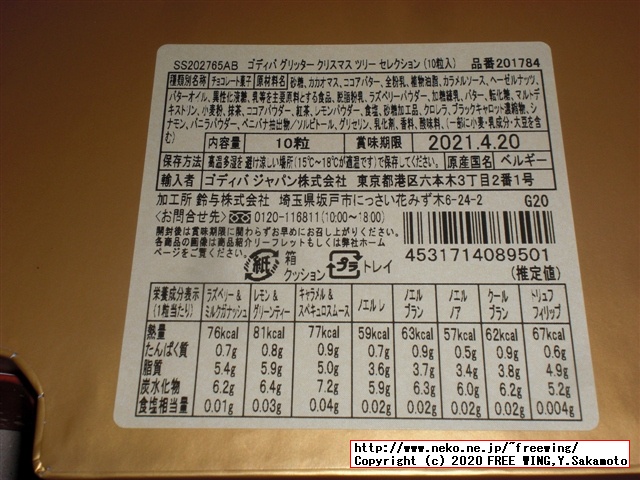 SS202765AB ゴディバ グリッター クリスマス ツリー セレクション (10粒入) 品番201784
種類別名称 チョコレート菓子 原材料名 砂糖、カカオマス、ココアバター、全粉乳、植物油脂、カラメルソース、ヘーゼルナッツ、
バターオイル、異性化液糖、乳等を主要原料とする食品、脱脂粉乳、ラズベリーパウダー、加糖練乳、バター、転化糖、マルトデ
キストリン、小麦粉、抹茶、ココアパウダー、紅茶、レモンパウダー、食塩、砂糖加工品、クロレラ、ブラックキャロット濃縮物、シ
ナモン、バニラパウダー、ベニバナ抽出物/ソルビトール、グリセリン、乳化剤、香料、酸味料、(一部に小麦・乳成分・大豆を含
む)
内容量 10粒 賞味期限 2021.4.20
保存方法 高温多湿を避け涼しい場所(15℃~18℃が適温です)で保存してください。 原産国名 ベルギー
輸入者 ゴディバ ジャパン株式会社 東京都港区六本木3丁目2番1号
加工所 鈴与株式会社 埼玉県坂戸市にっさい花みず木6-24-2 G20
<お問合せ先> 0120-116811(10:00~18:00)
開封後は賞味期限に関わらずお早めにお召し上がりください。
各商品の画像は商品紹介リーフレットもしくは弊社ホーム
ページをご覧ください。
紙 箱 クッション プラ トレイ
4531714089501
(推定値)
栄養成分表示 (1粒当たり) ラズベリー& ミルクガナッシュ レモン& グリーンティー キャラメル& スペキュロスムース ノエル レ ノエル ブラン ノエル ノア クール ブラン トリュフ フィリップ
熱量 76kcal 81kcal 77kcal 59kcal 63kcal 57kcal 62kcal 67kcal
たんぱく質 0.7g 0.8g 0.9g 0.7g 0.9g 0.5g 0.9g 0.6g
脂質 5.4g 5.9g 5.0g 3.6g 3.7g 3.4g 3.8g 4.9g
炭水化物 6.2g 6.4g 7.2g 5.9g 6.3g 6.0g 6.2g 5.2g
食塩相当量 0.01g 0.03g 0.04g 0.02g 0.02g 0.02g 0.02g 0.004g
http://www.neko.ne.jp/~freewing/
Copyright (c) 2020 FREE WING,Y.Sakamoto